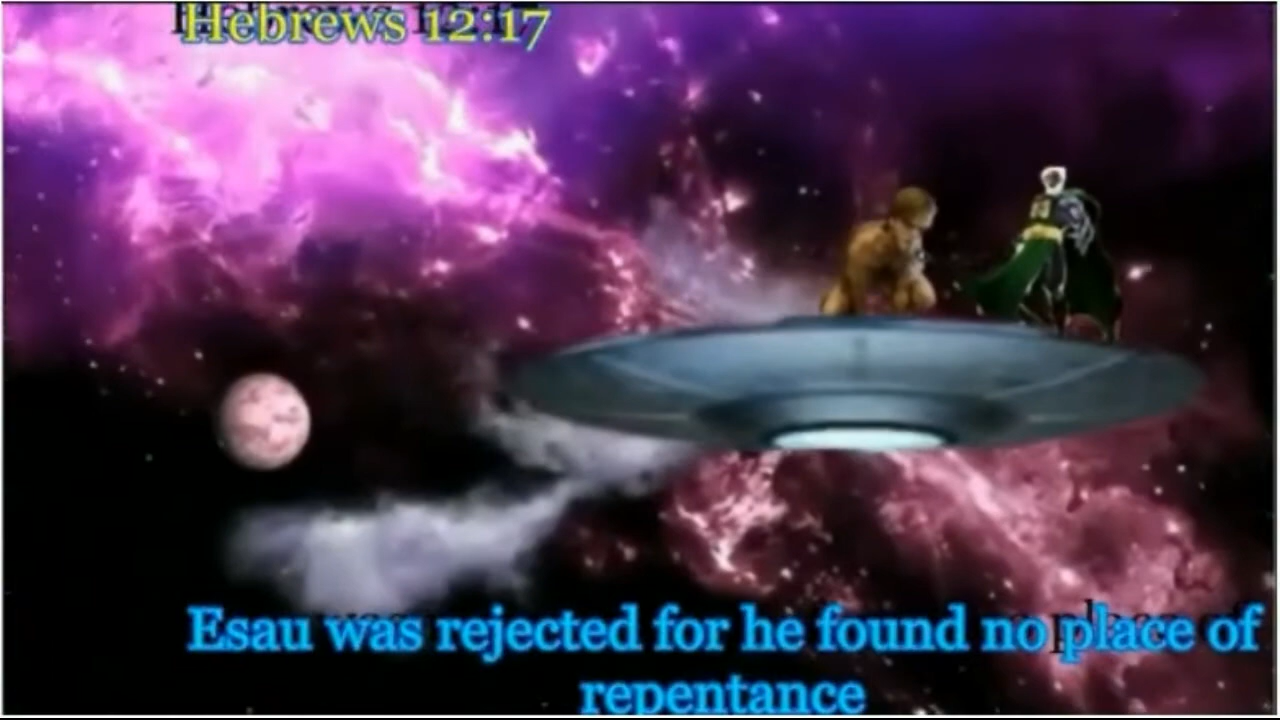 Hebrews 12:17
Esau was rejected for he found no place of
repentance